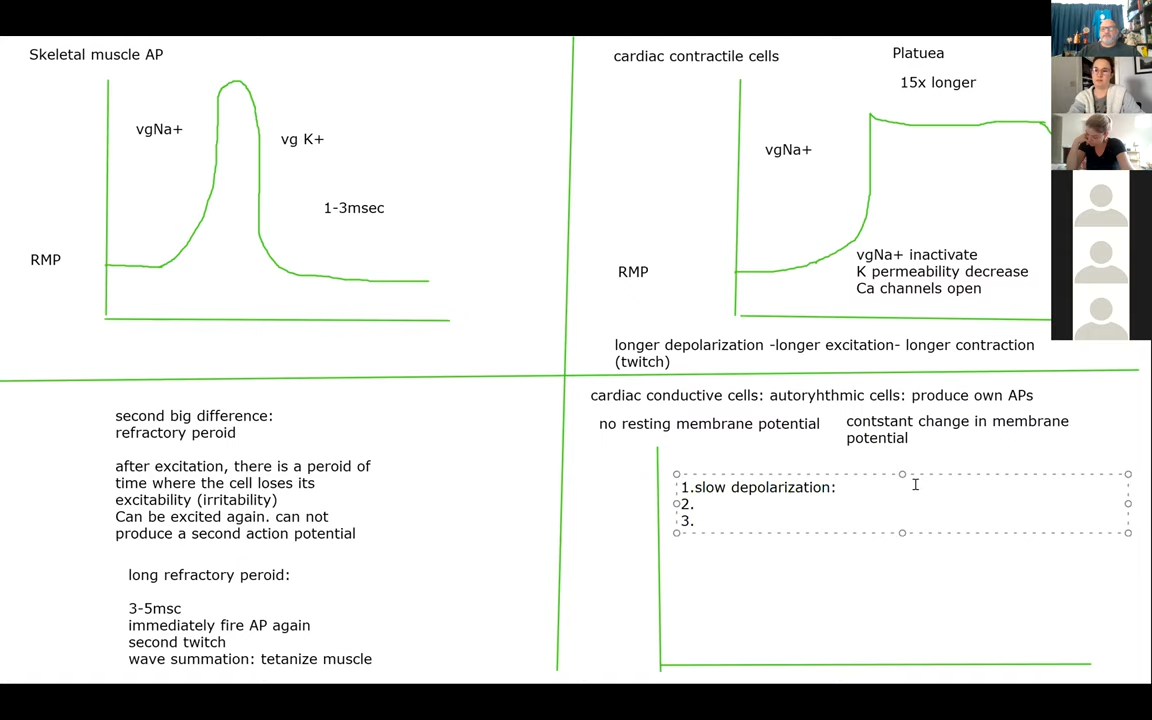 Skeletal muscle AP
vgNa+
vg K+
1-3msec
RMP
cardiac contractile cells
Platuea
15x longer
vgNa+
RMP
vgNa+ inactivate
K permeability decrease
Ca channels open
longer depolarization -longer excitation- longer contraction
(twitch)
second big difference:
refractory peroid
after excitation, there is a peroid of
time where the cell loses its
excitability (irritability)
Can be excited again. can not
produce a second action potential
long refractory peroid:
3-5msc
immediately fire AP again
second twitch
wave summation: tetanize muscle
cardiac conductive cells: autoryhthmic cells: produce own APs
no resting membrane potential
contstant change in membrane
potential
1.slow depolarization:
2.
3.